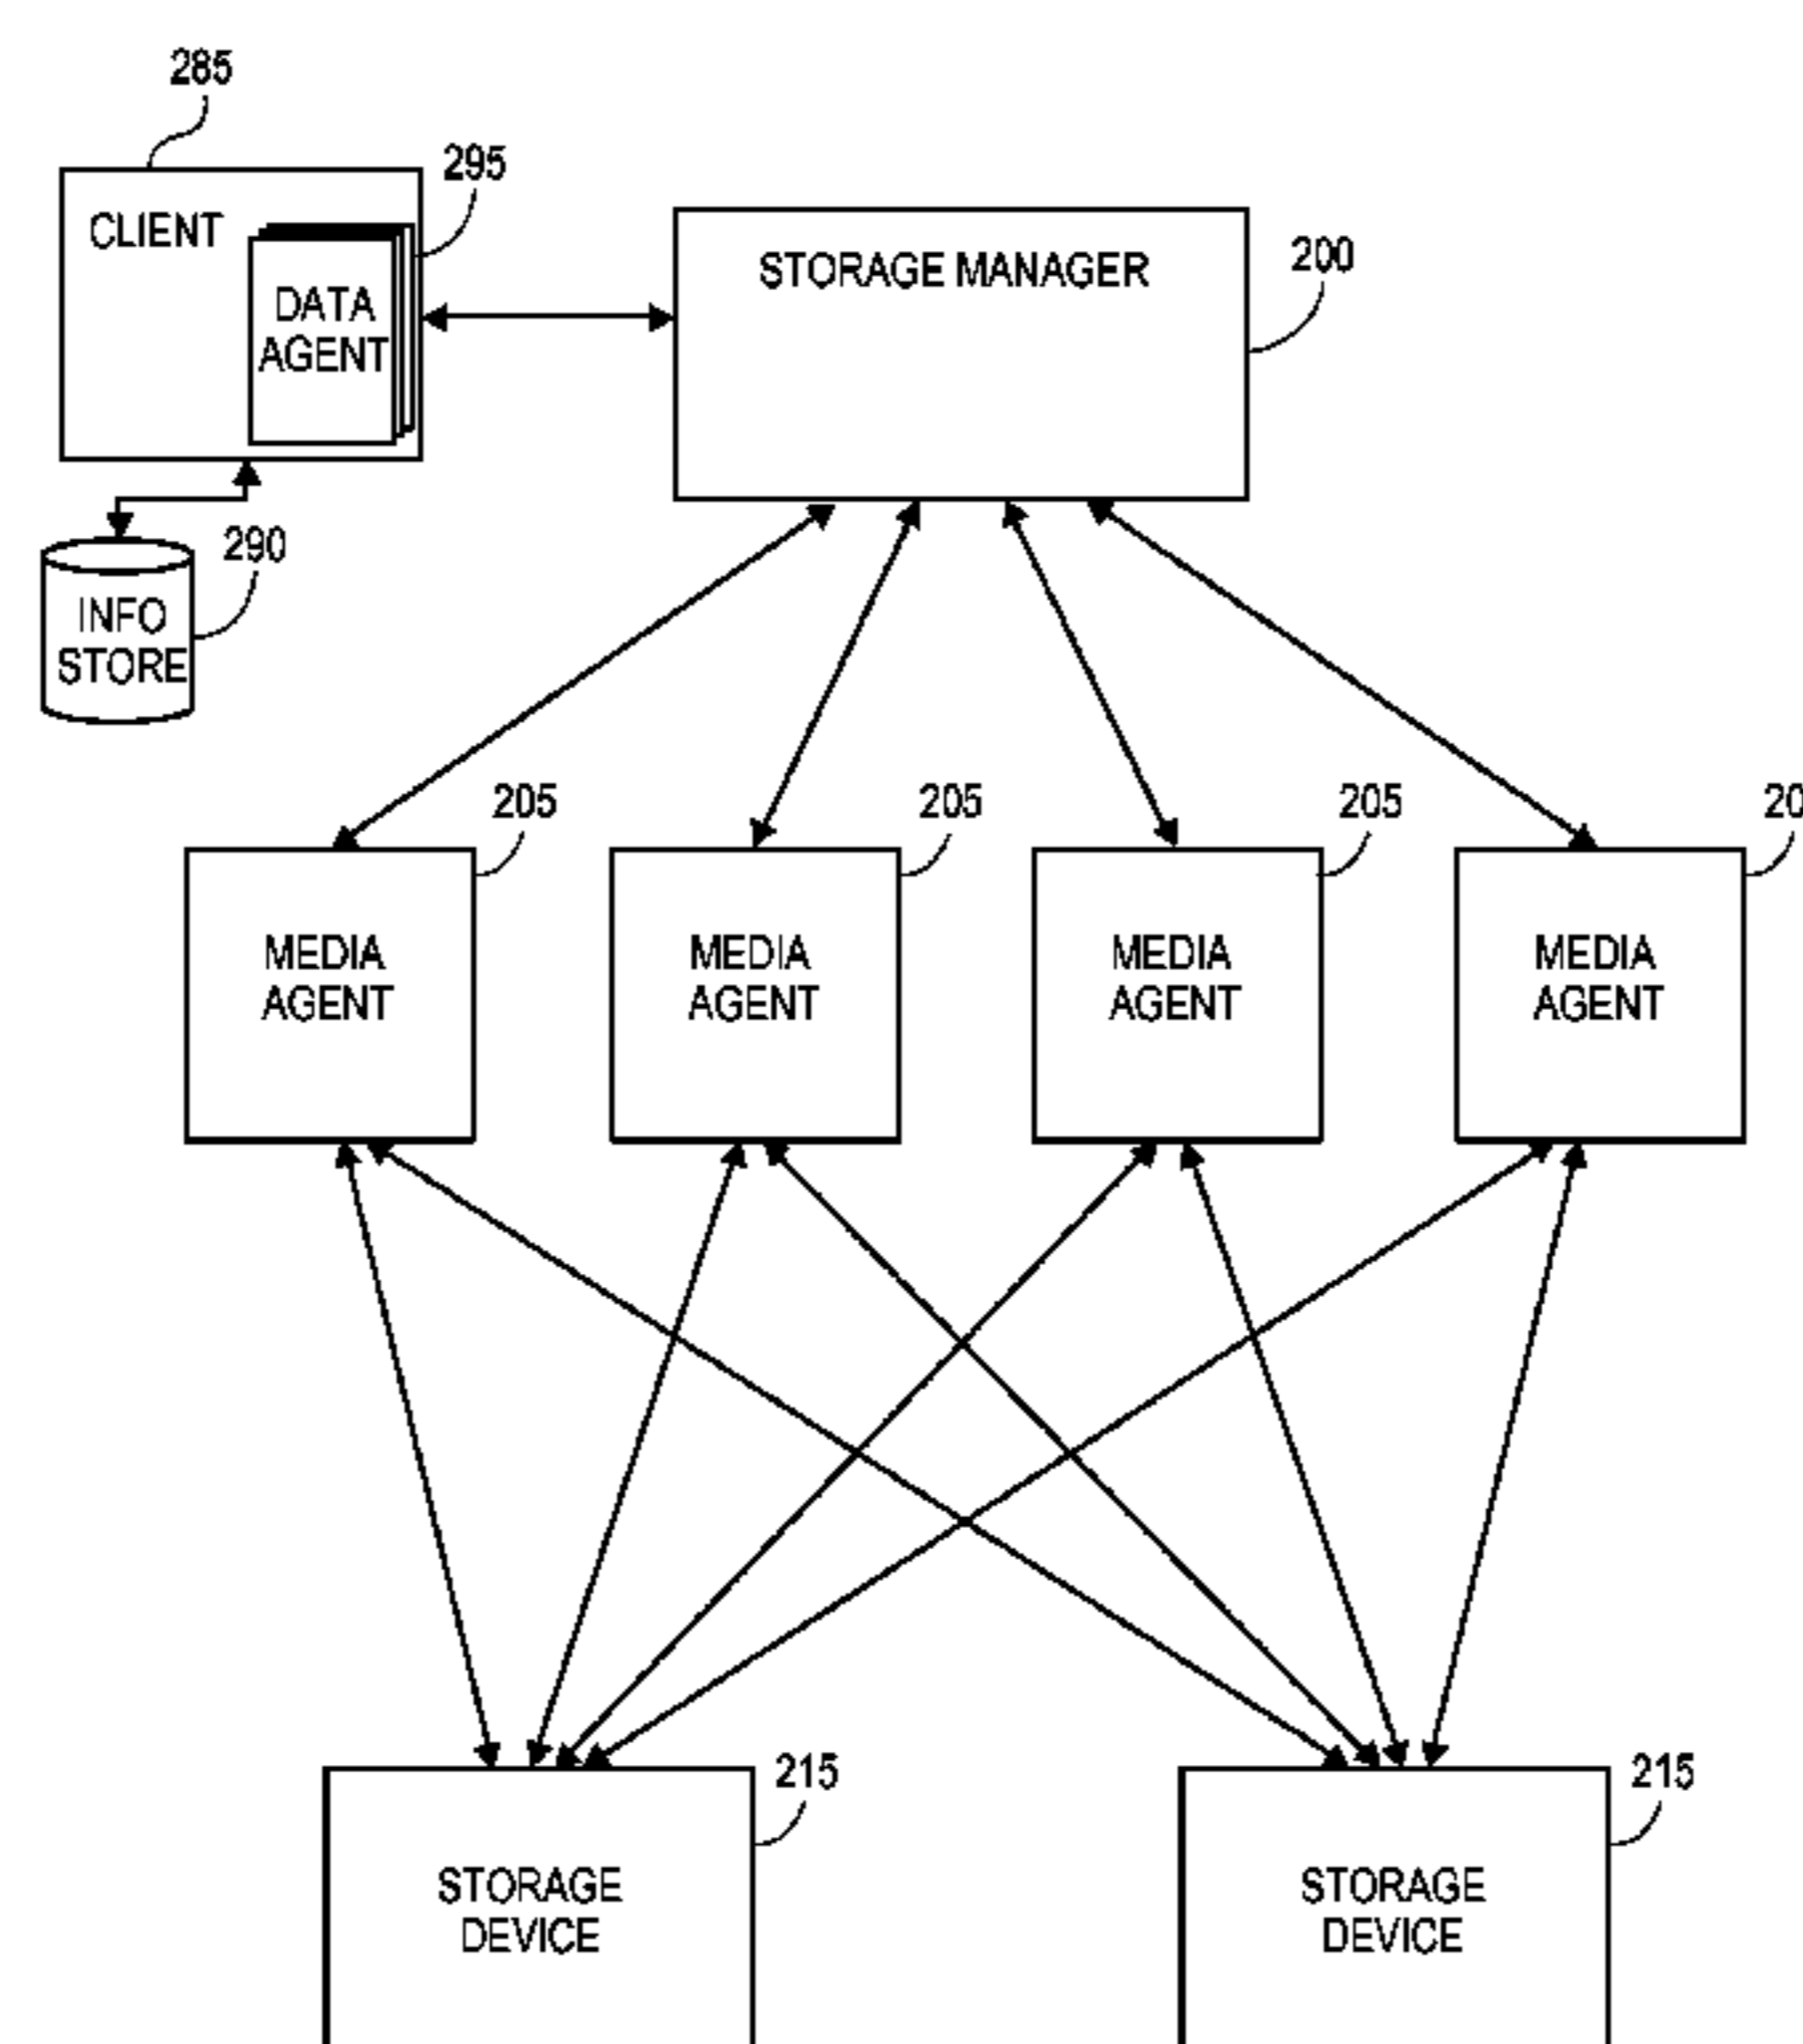 285
295
CLIENT
DATA
AGENT
STORAGE MANAGER
200
290
INFO
STORE
205
205
205
MEDIA
AGENT
MEDIA
AGENT
MEDIA
AGENT
MEDIA
AGENT
215
215
STORAGE
DEVICE
STORAGE
DEVICE